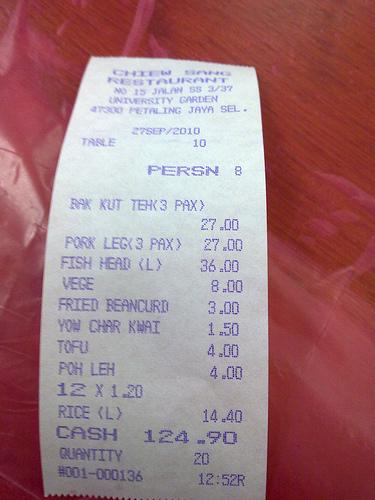 CHIEW SANG
RESTAURANT
NO 15 JALAN SS 3/37
UNIVERSITY GARDEN
47300 PETALING JAYA SEL.
27SEP/2010
TABLE 10
PERSN 8
BAK KUT TEH(3 PAX)
27.00
PORK LEG(3 PAX) 27.00
FISH HEAD (L) 36.00
VEGE 8.00
FRIED BEANCURD 3.00
YOW CHAR KWAI 1.50
TOFU 4.00
POH LEH 4.00
12 X 1.20
RICE (L) 14.40
CASH 124.90
QUANTITY 20
#001-000136 12:52R